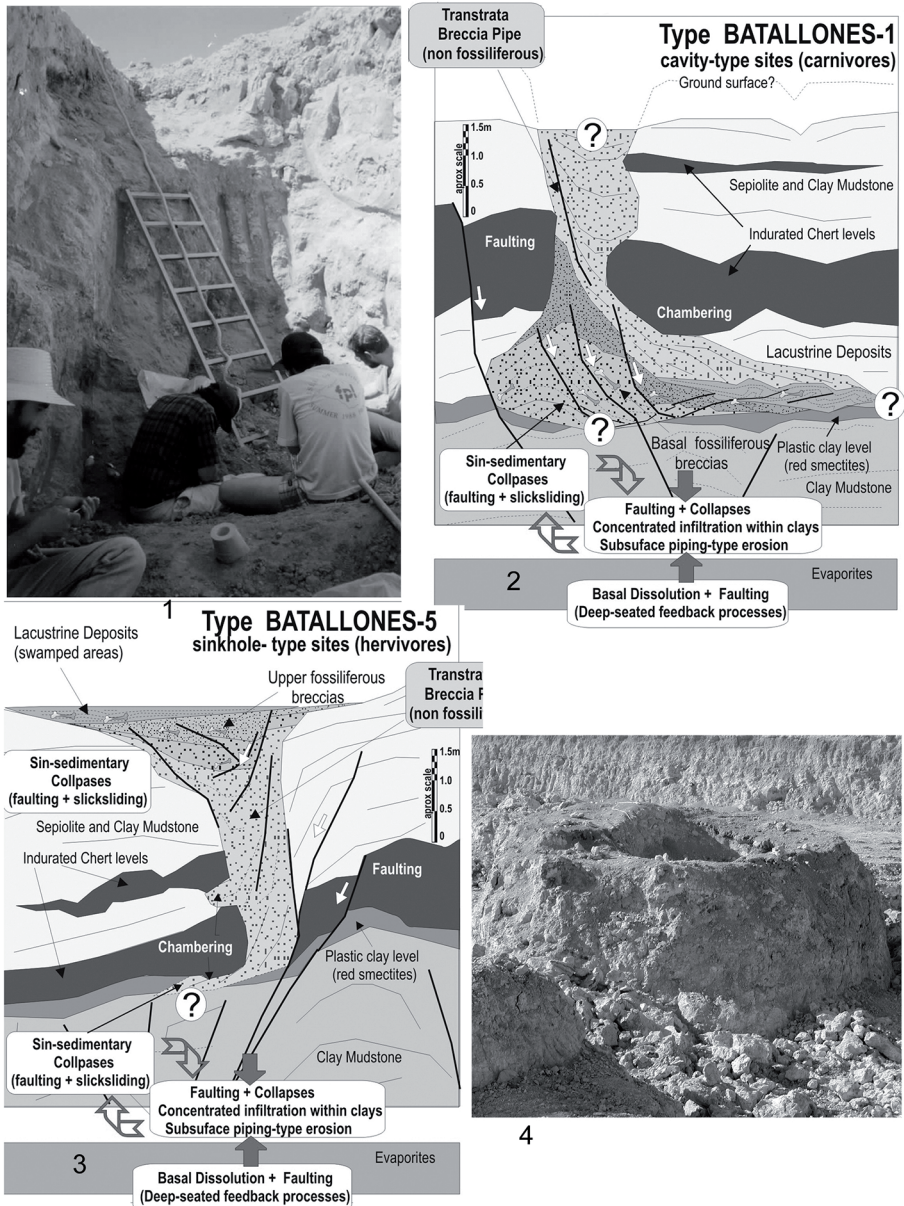 fpl
SUMMER 1988
1
Transtrata
Breccia Pipe
(non fossiliferous)
Type BATALLONES-1
cavity-type sites (carnivores)
Ground surface?
?
1.5m
1.0
0.5
0
aprox scale
Sepiolite and Clay Mudstone
Indurated Chert levels
Faulting
Chambering
Lacustrine Deposits
?
?
Basal fossiliferous
breccias
Plastic clay level
(red smectites)
Clay Mudstone
Sin-sedimentary
Collpases
(faulting + slicksliding)
Faulting + Collapses
Concentrated infiltration within clays
Subsuface piping-type erosion
2
Evaporites
Basal Dissolution + Faulting
(Deep-seated feedback processes)
Type BATALLONES-5
sinkhole- type sites (hervivores)
Lacustrine Deposits
(swamped areas)
Upper fossiliferous
breccias
Transtra
Breccia P
(non fossili
Sin-sedimentary
Collpases
(faulting + slicksliding)
1.5m
1.0
0.5
0
aprox scale
Sepiolite and Clay Mudstone
Indurated Chert levels
Faulting
Chambering
Plastic clay level
(red smectites)
?
Sin-sedimentary
Collpases
(faulting + slicksliding)
Clay Mudstone
Faulting + Collapses
Concentrated infiltration within clays
Subsuface piping-type erosion
3
Evaporites
Basal Dissolution + Faulting
(Deep-seated feedback processes)
4